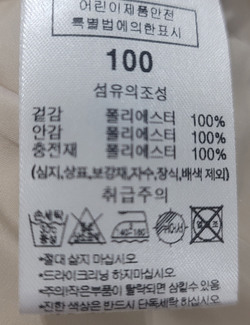 어린이제품안전
특별법에의한표시
100
섬유의조성
겉감 폴리에스터 100%
안감 폴리에스터 100%
충전재 폴리에스터 100%
(심지,상표,보강재,자수,장식,배색 제외)
취급주의
손세탁
40~160
•절대 삶지 마십시오.
•드라이크리닝 하지마십시오
•주의:작은부품이 탈락되면 삼킬수 있음
•진한 색상은 반드시 단독세탁 하십시오